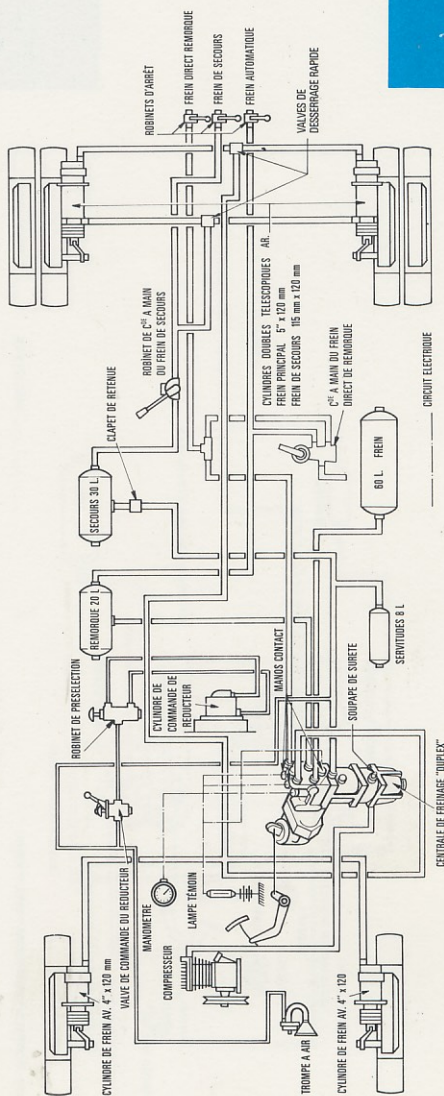 ROBINETS D'ARRÊT
FREIN DIRECT REMORQUE
FREIN DE SECOURS
FREIN AUTOMATIQUE
VALVES DE
DESSERRAGE RAPIDE
ROBINET DE CDE A MAIN
DU FREIN DE SECOURS
CYLINDRES DOUBLES TELESCOPIQUES AR.
FREIN PRINCIPAL 5" x 120 mm
FREIN DE SECOURS 115 mm x 120 mm
CDE A MAIN DU FREIN
DIRECT DE REMORQUE
CIRCUIT ELECTRIQUE
CLAPET DE RETENUE
SECOURS 30 L
60 L. FREIN
REMORQUE 20 L
SERVITUDES 8 L
ROBINET DE PRESELECTION
CYLINDRE DE
COMMANDE DE
REDUCTEUR
MANOS CONTACT
SOUPAPE DE SURETE
CENTRALE DE FREINAGE "DUPLEX"
VALVE DE COMMANDE DU REDUCTEUR
MANOMETRE
LAMPE TÉMOIN
COMPRESSEUR
CYLINDRE DE FREIN AV. 4" x 120 mm
TROMPE A AIR
CYLINDRE DE FREIN AV. 4" x 120